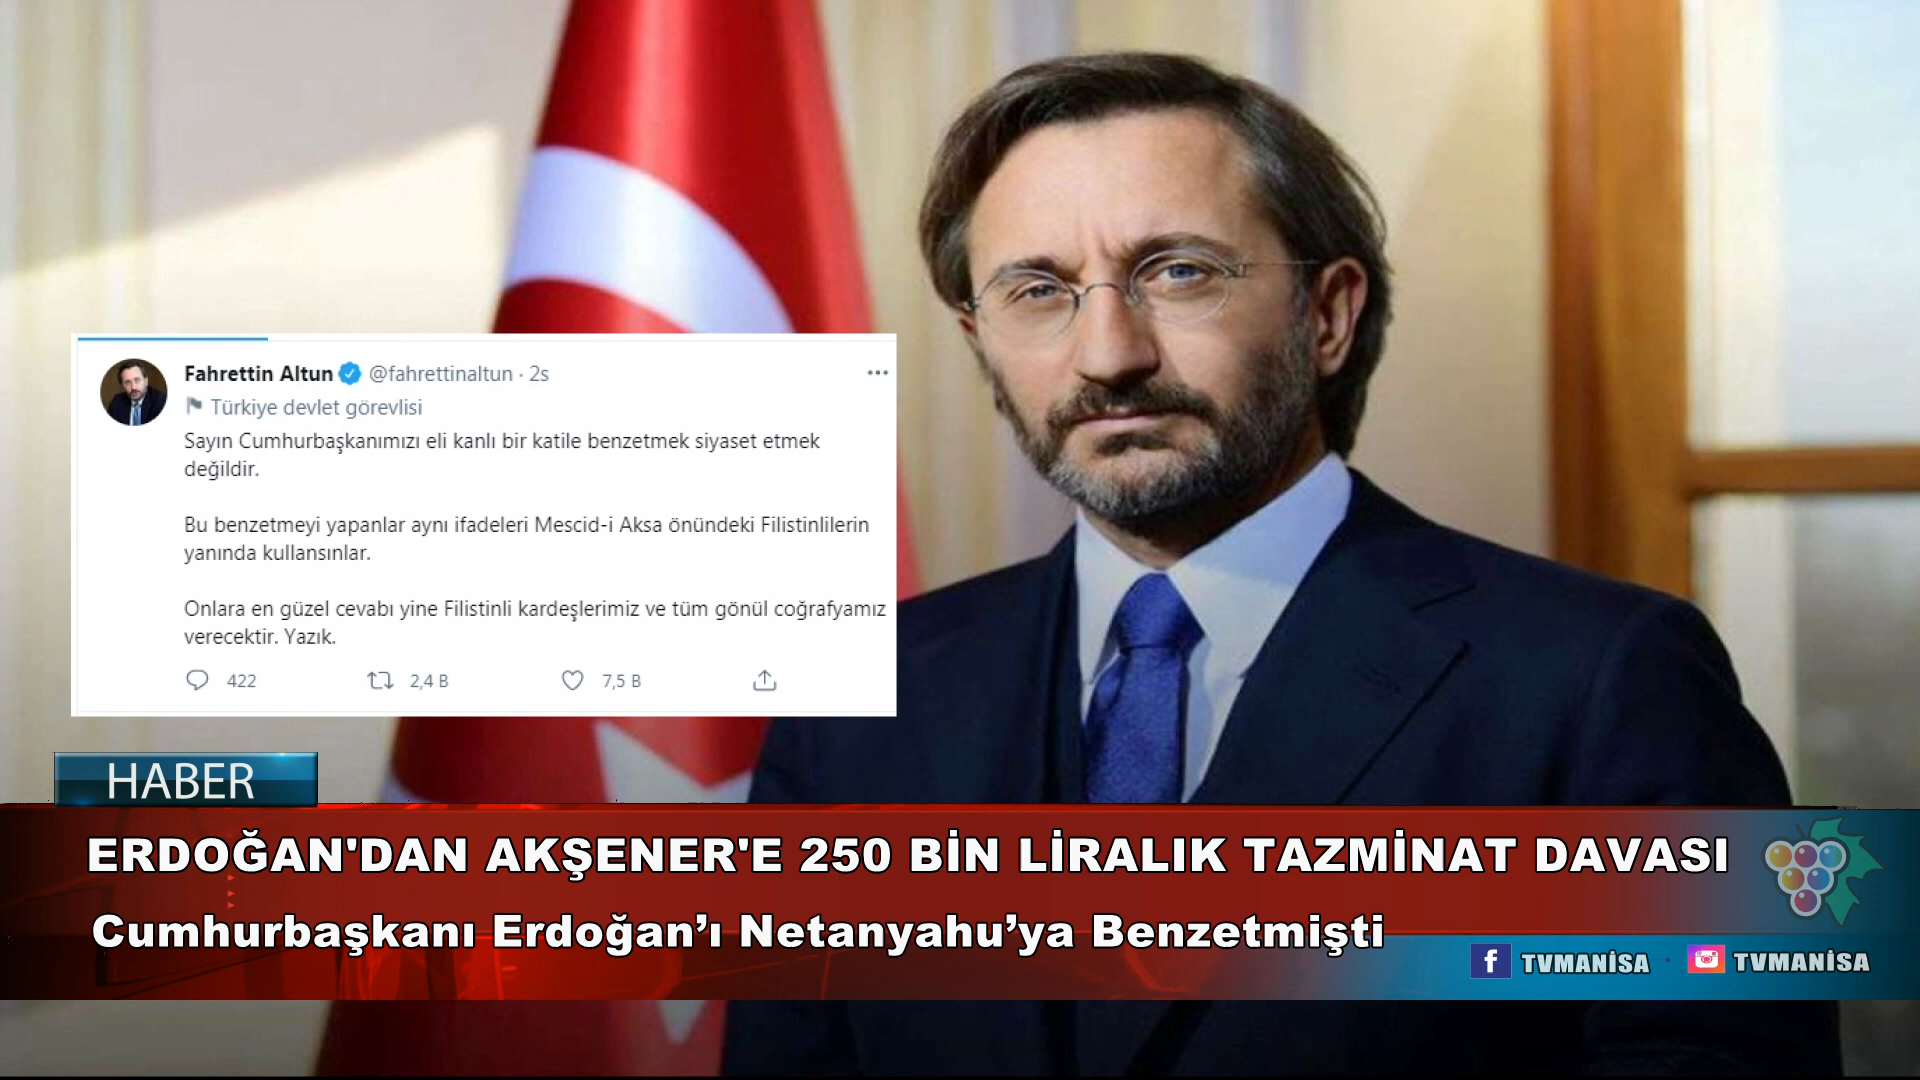 Fahrettin Altun @fahrettinaltun · 2s
Türkiye devlet görevlisi
Sayın Cumhurbaşkanımızı eli kanlı bir katile benzetmek siyaset etmek
değildir.
Bu benzetmeyi yapanlar aynı ifadeleri Mescid-i Aksa önündeki Filistinlilerin
yanında kullansınlar.
Onlara en güzel cevabı yine Filistinli kardeşlerimiz ve tüm gönül coğrafyamız
verecektir. Yazık.
422 2,4 B 7,5 B
HABER
ERDOĞAN'DAN AKŞENER'E 250 BİN LİRALIK TAZMİNAT DAVASI
Cumhurbaşkanı Erdoğan’ı Netanyahu’ya Benzetmişti
f TVMANİSA TVMANİSA